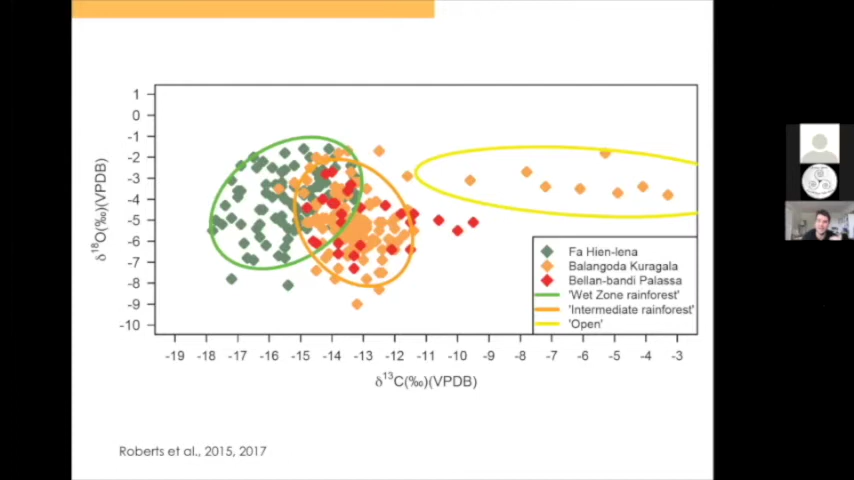 1
0
-1
-2
-3
-4
-5
-6
-7
-8
-9
-10
δ18O(‰)(VPDB)
Fa Hien-lena
Balangoda Kuragala
Bellan-bandi Palassa
'Wet Zone rainforest'
'Intermediate rainforest'
'Open'
-19 -18 -17 -16 -15 -14 -13 -12 -11 -10 -9 -8 -7 -6 -5 -4 -3
δ13C(‰)(VPDB)
Roberts et al., 2015, 2017